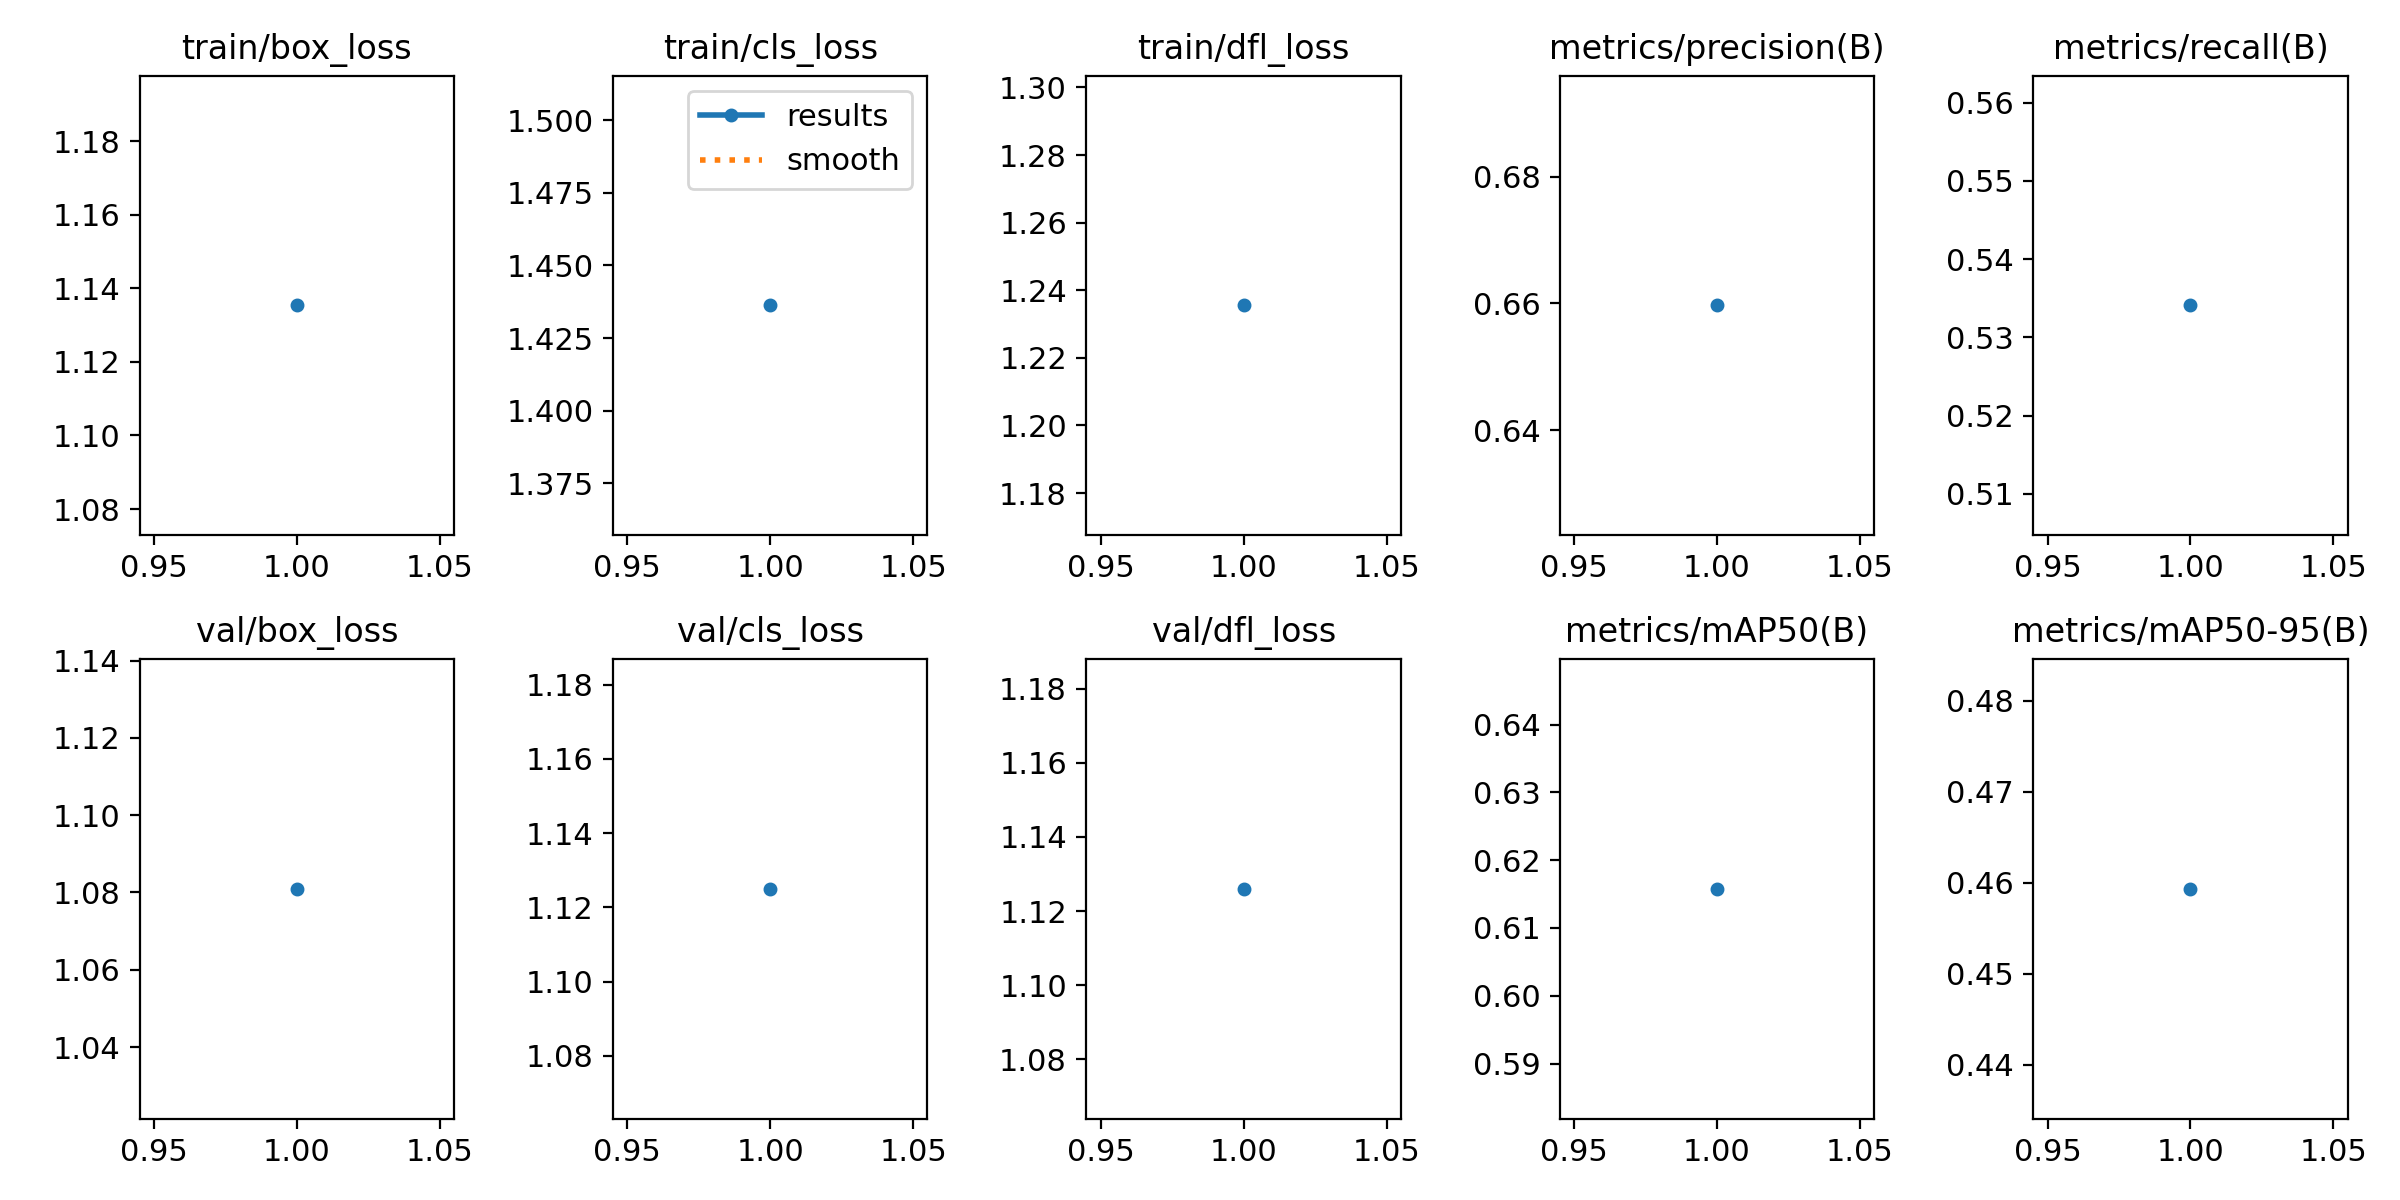 train/box_loss
1.18
1.16
1.14
1.12
1.10
1.08
0.95 1.00 1.05
train/cls_loss
results
smooth
1.500
1.475
1.450
1.425
1.400
1.375
0.95 1.00 1.05
train/dfl_loss
1.30
1.28
1.26
1.24
1.22
1.20
1.18
0.95 1.00 1.05
metrics/precision(B)
0.68
0.66
0.64
0.95 1.00 1.05
metrics/recall(B)
0.56
0.55
0.54
0.53
0.52
0.51
0.95 1.00 1.05
val/box_loss
1.14
1.12
1.10
1.08
1.06
1.04
0.95 1.00 1.05
val/cls_loss
1.18
1.16
1.14
1.12
1.10
1.08
0.95 1.00 1.05
val/dfl_loss
1.18
1.16
1.14
1.12
1.10
1.08
0.95 1.00 1.05
metrics/mAP50(B)
0.64
0.63
0.62
0.61
0.60
0.59
0.95 1.00 1.05
metrics/mAP50-95(B)
0.48
0.47
0.46
0.45
0.44
0.95 1.00 1.05